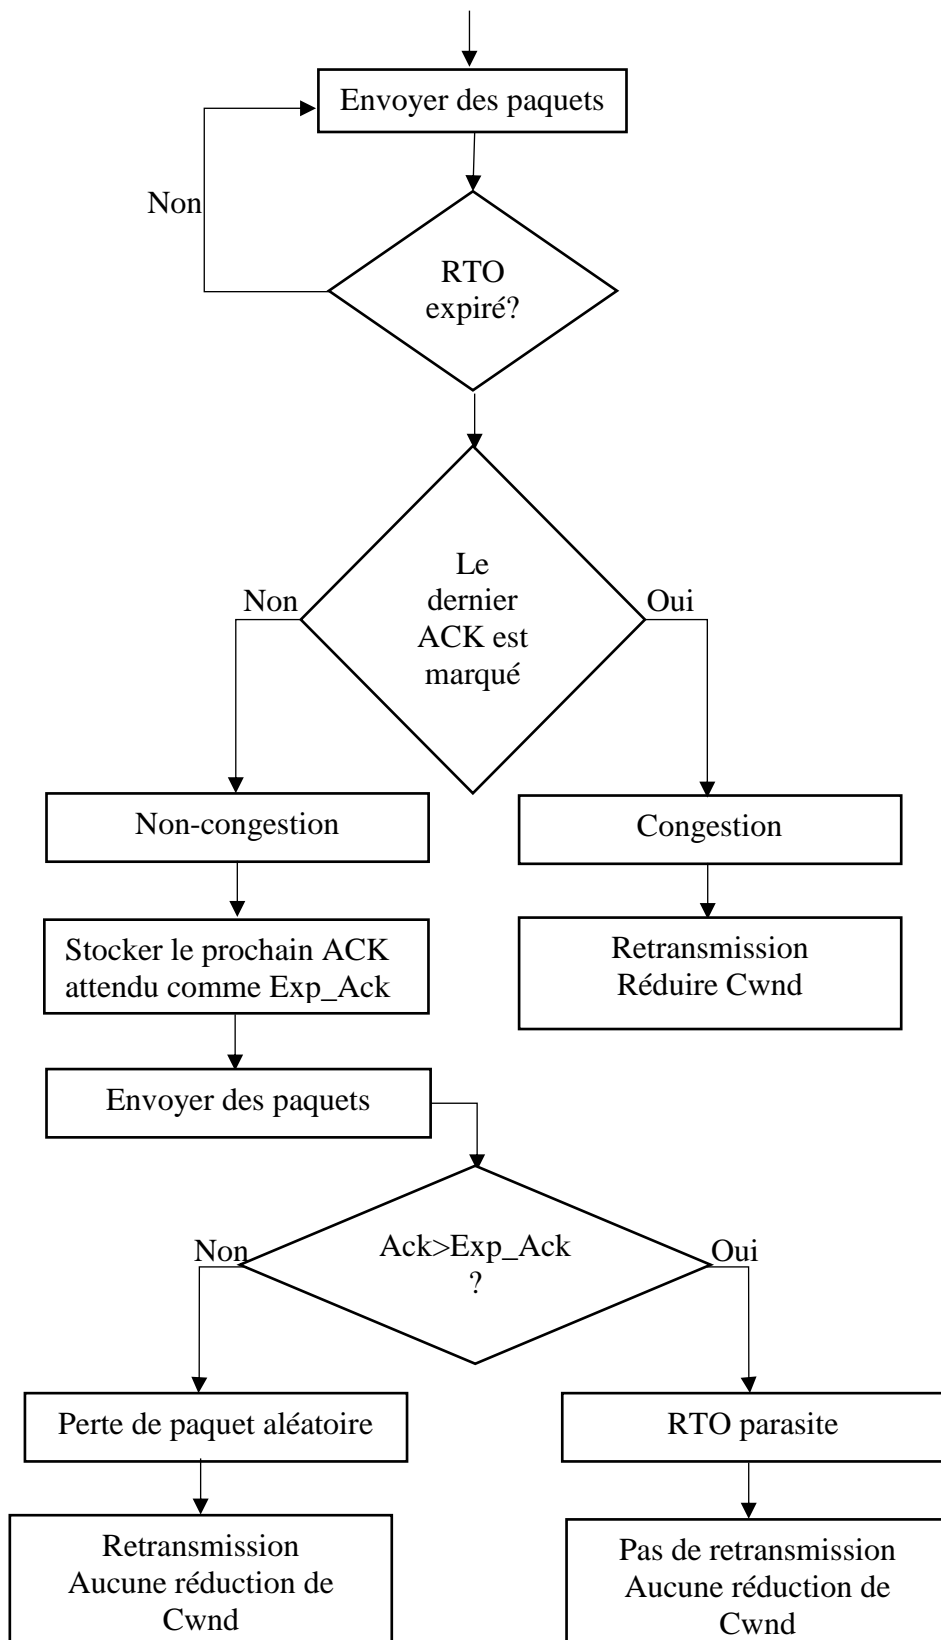 Envoyer des paquets
Non
RTO
expiré?
Le
dernier
ACK est
marqué
Non
Oui
Non-congestion
Congestion
Stocker le prochain ACK
attendu comme Exp_Ack
Retransmission
Réduire Cwnd
Envoyer des paquets
Ack>Exp_Ack
?
Non
Oui
Perte de paquet aléatoire
RTO parasite
Retransmission
Aucune réduction de
Cwnd
Pas de retransmission
Aucune réduction de
Cwnd